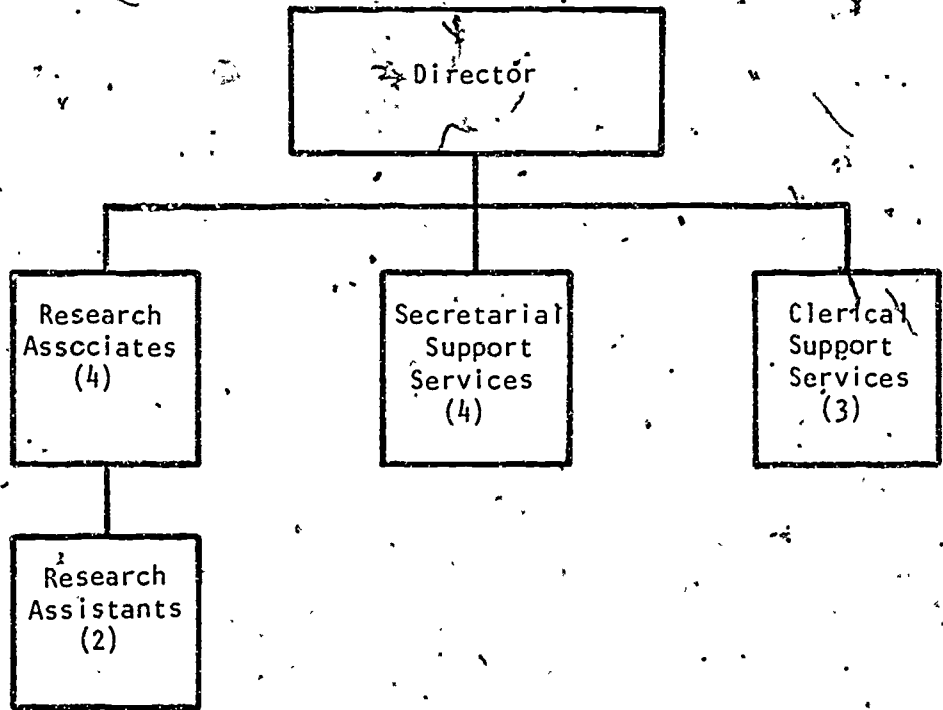 Director
Research
Associates
(4)
Secretarial
Support
Services
(4)
Clerical
Support
Services
(3)
Research
Assistants
(2)